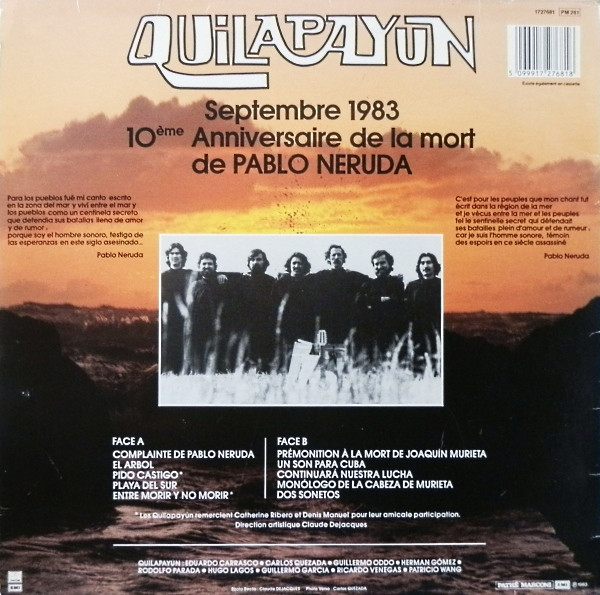 QUILAPAYUN
1727681 PM 261
5 099917 276818
Septembre 1983
10ème Anniversaire de la mort
de PABLO NERUDA
Para los pueblos fué mi canto escrito
en la zona del mar y viví entre el mar y
los pueblos como un centinela secreto
que defendía sus batallas llena de amor
y de rumor:
porque soy el hombre sonoro, testigo de
las esperanzas en este siglo asesinado...
Pablo Neruda
C'est pour les peuples que mon chant fut
écrit dans la région de la mer
et je vécus entre la mer et les peuples
tel le sentinelle secret qui défendait
ses batailles plein d'amour et de rumeur:
car je suis l'homme sonore, témoin
des espoirs en ce siècle assassiné
Pablo Neruda
FACE A
COMPLAINTE DE PABLO NERUDA
EL ARBOL
PIDO CASTIGO*
PLAYA DEL SUR
ENTRE MORIR Y NO MORIR*
FACE B
PRÉMONITION À LA MORT DE JOAQUÍN MURIETA
UN SON PARA CUBA
CONTINUARÁ NUESTRA LUCHA
MONÓLOGO DE LA CABEZA DE MURIETA
DOS SONETOS
* Les Quilapayún remercient Catherine Ribero et Denis Manuel pour leur amicale participation.
Direction artistique Claude Dejacques
QUILAPAYUN: EDUARDO CARRASCO • CARLOS QUEZADA • GUILLERMO ODDO • HERMAN GÓMEZ •
RODOLFO PARADA • HUGO LAGOS • GUILLERMO GARCIA • RICARDO VENEGAS • PATRICIO WANG
PATHÉ MARCONI EMI